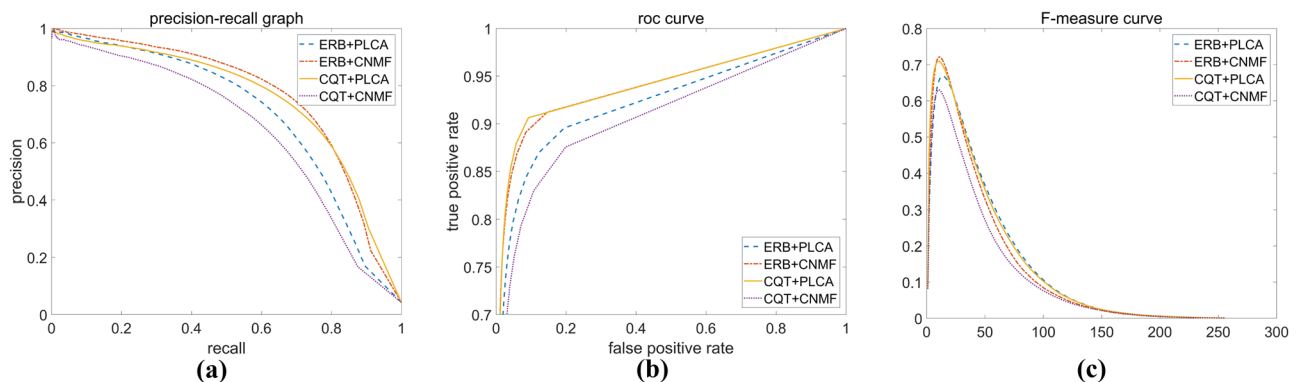 precision-recall graph
1
0.8
0.6
0.4
0.2
0
precision
0
0.2
0.4
0.6
0.8
1
recall
ERB+PLCA
ERB+CNMF
CQT+PLCA
CQT+CNMF
(a)
roc curve
1
0.95
0.9
0.85
0.8
0.75
0.7
true positive rate
0
0.2
0.4
0.6
0.8
1
false positive rate
ERB+PLCA
ERB+CNMF
CQT+PLCA
CQT+CNMF
(b)
F-measure curve
0.8
0.7
0.6
0.5
0.4
0.3
0.2
0.1
0
0
50
100
150
200
250
300
ERB+PLCA
ERB+CNMF
CQT+PLCA
CQT+CNMF
(c)